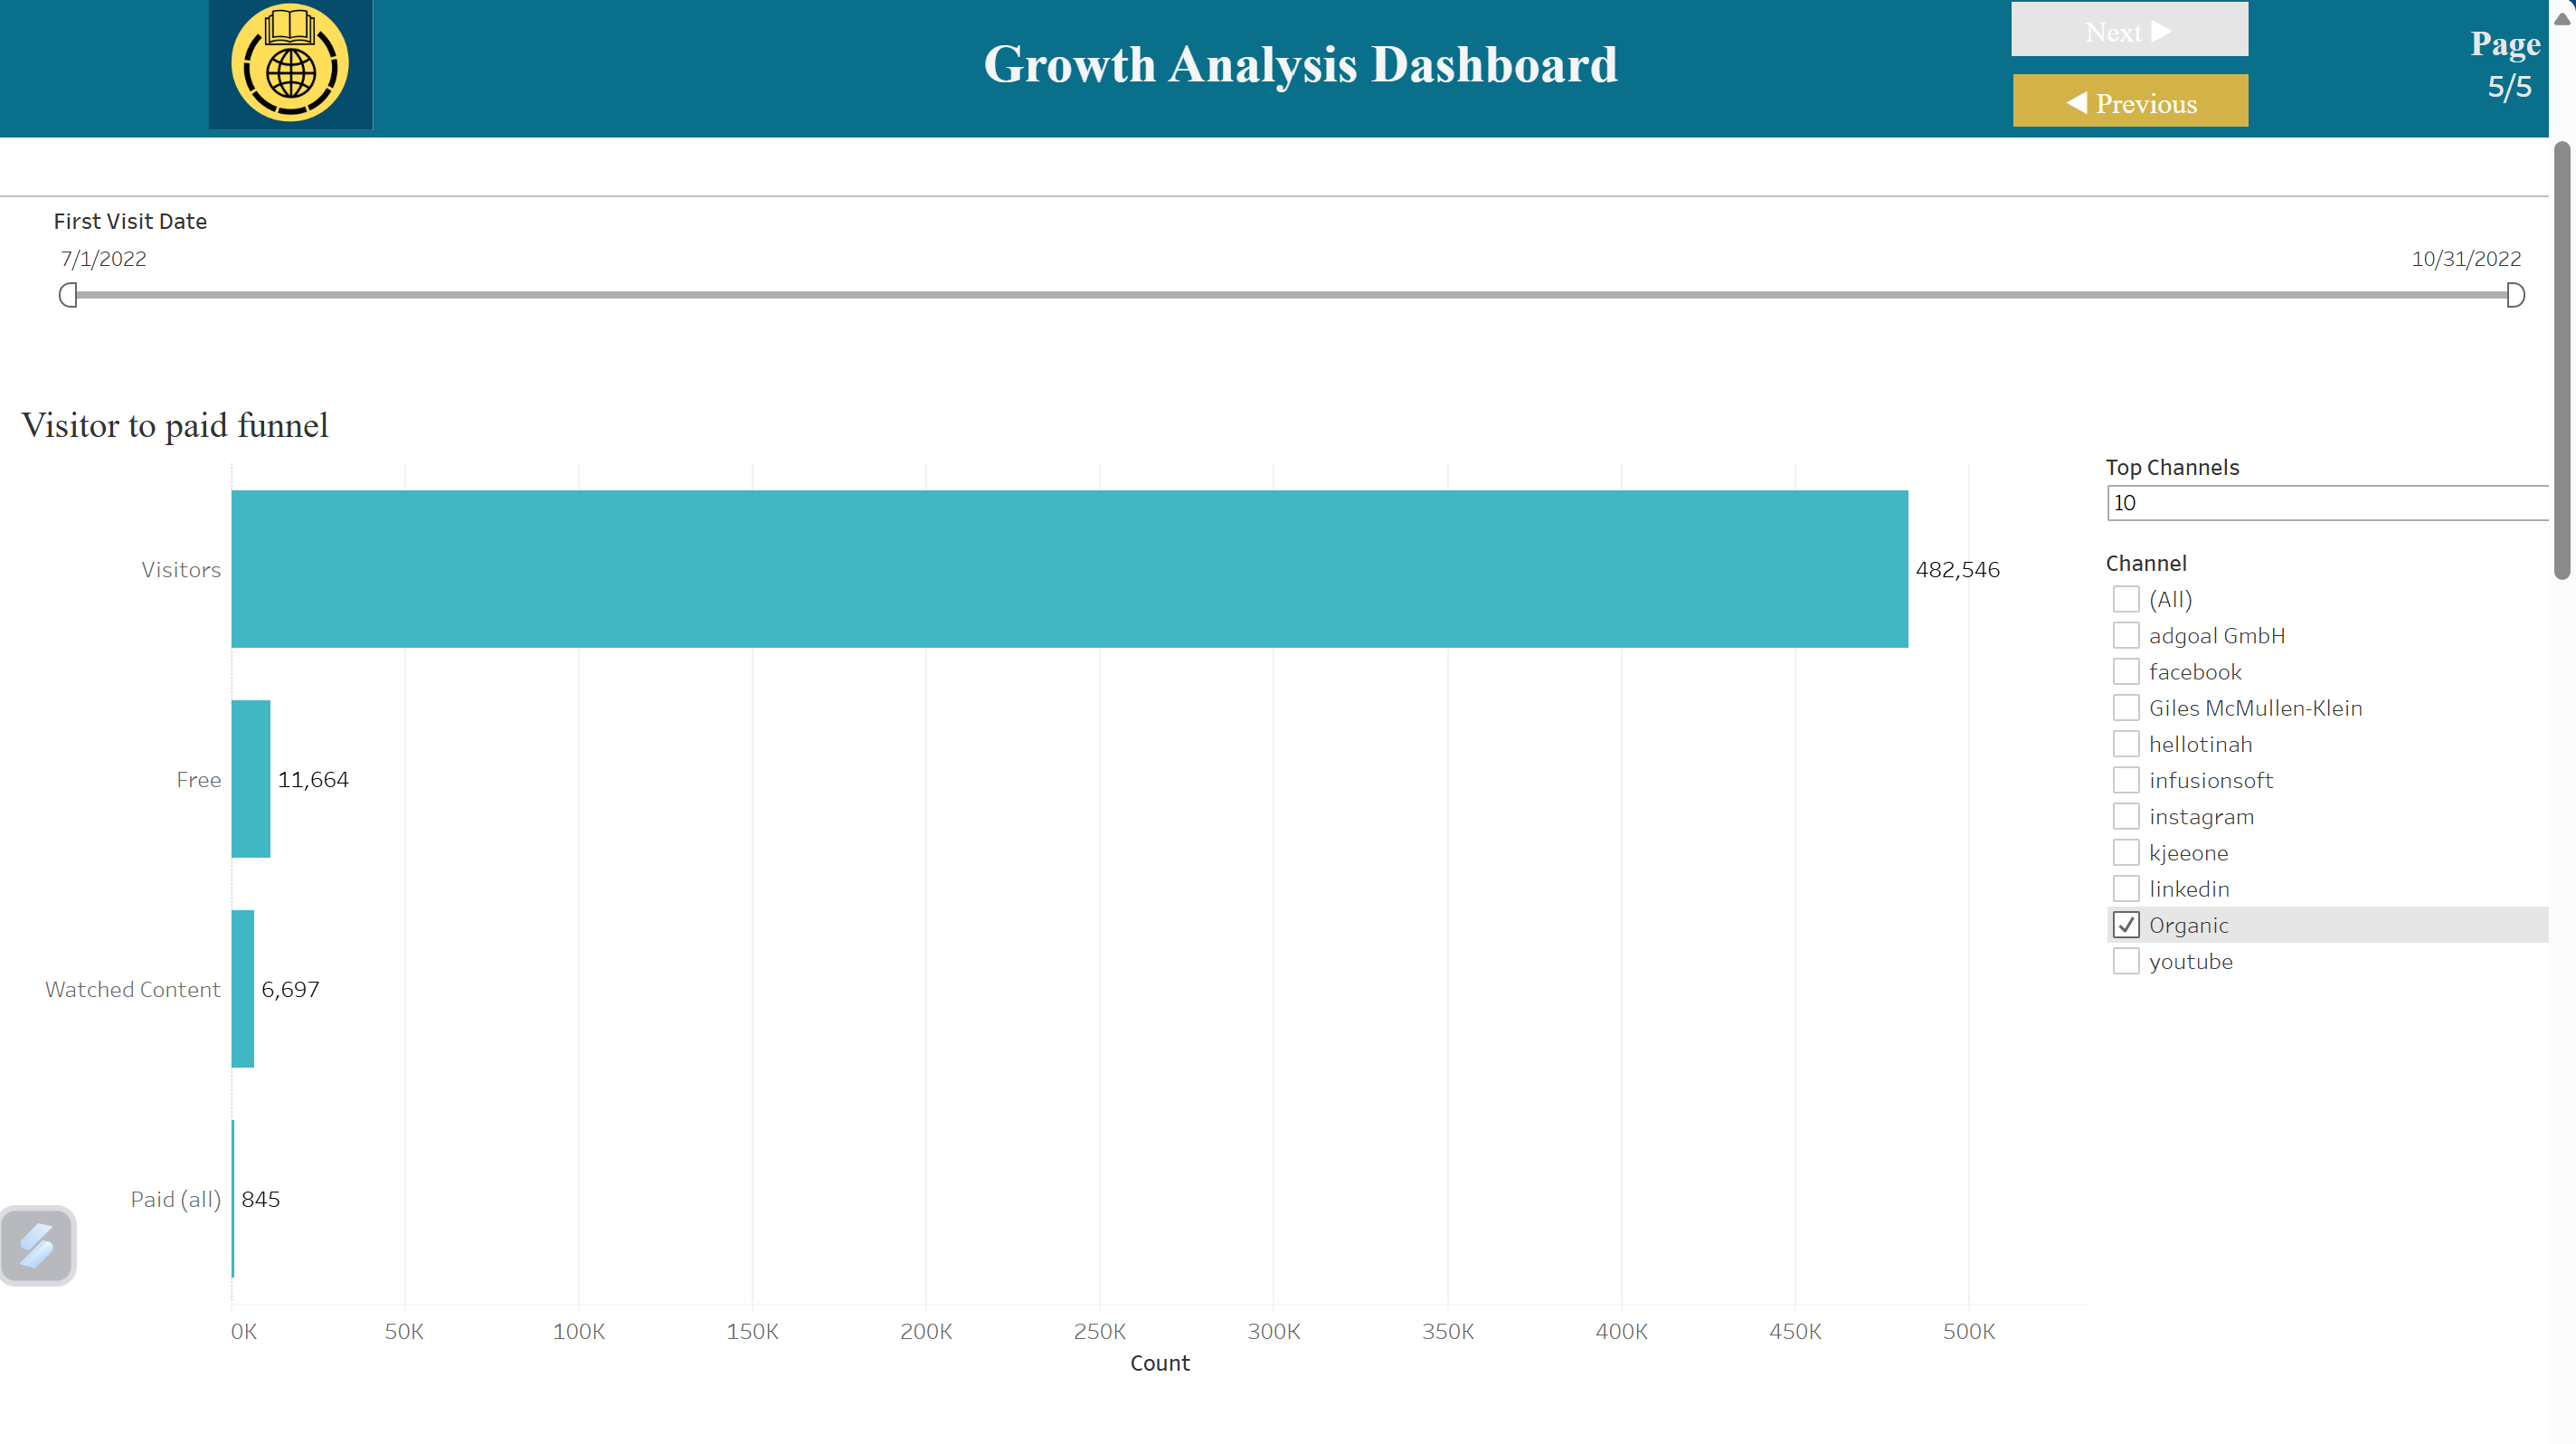 Growth Analysis Dashboard
Next ▶
◀ Previous
Page
5/5
First Visit Date
7/1/2022
10/31/2022
Visitor to paid funnel
Visitors
482,546
Free
11,664
Watched Content
6,697
Paid (all)
845
0K
50K
100K
150K
200K
250K
300K
350K
400K
450K
500K
Count
Top Channels
10
Channel
(All)
adgoal GmbH
facebook
Giles McMullen-Klein
hellotinah
infusionsoft
instagram
kjeeone
linkedin
Organic
youtube